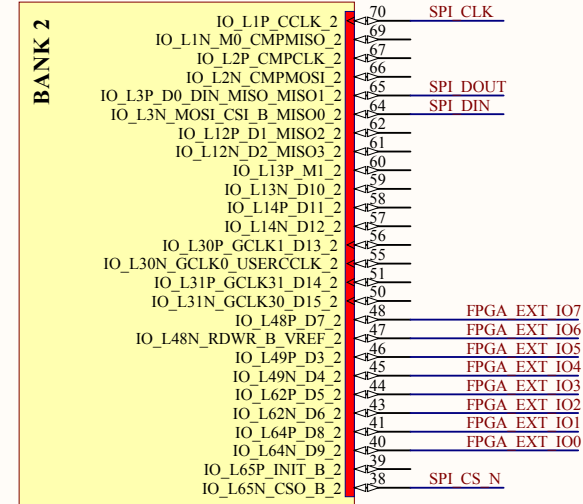 BANK 2
IO_L1P_CCLK_2 70 SPI_CLK
IO_L1N_M0_CMPMISO_2 69
IO_L2P_CMPCLK_2 67
IO_L2N_CMPMOSI_2 66
IO_L3P_D0_DIN_MISO_MISO1_2 65 SPI_DOUT
IO_L3N_MOSI_CSI_B_MISO0_2 64 SPI_DIN
IO_L12P_D1_MISO2_2 62
IO_L12N_D2_MISO3_2 61
IO_L13P_M1_2 60
IO_L13N_D10_2 59
IO_L14P_D11_2 58
IO_L14N_D12_2 57
IO_L30P_GCLK1_D13_2 56
IO_L30N_GCLK0_USERCCLK_2 55
IO_L31P_GCLK31_D14_2 51
IO_L31N_GCLK30_D15_2 50
IO_L48P_D7_2 48 FPGA_EXT_IO7
IO_L48N_RDWR_B_VREF_2 47 FPGA_EXT_IO6
IO_L49P_D3_2 46 FPGA_EXT_IO5
IO_L49N_D4_2 45 FPGA_EXT_IO4
IO_L62P_D5_2 44 FPGA_EXT_IO3
IO_L62N_D6_2 43 FPGA_EXT_IO2
IO_L64P_D8_2 41 FPGA_EXT_IO1
IO_L64N_D9_2 40 FPGA_EXT_IO0
IO_L65P_INIT_B_2 39
IO_L65N_CSO_B_2 38 SPI_CS_N